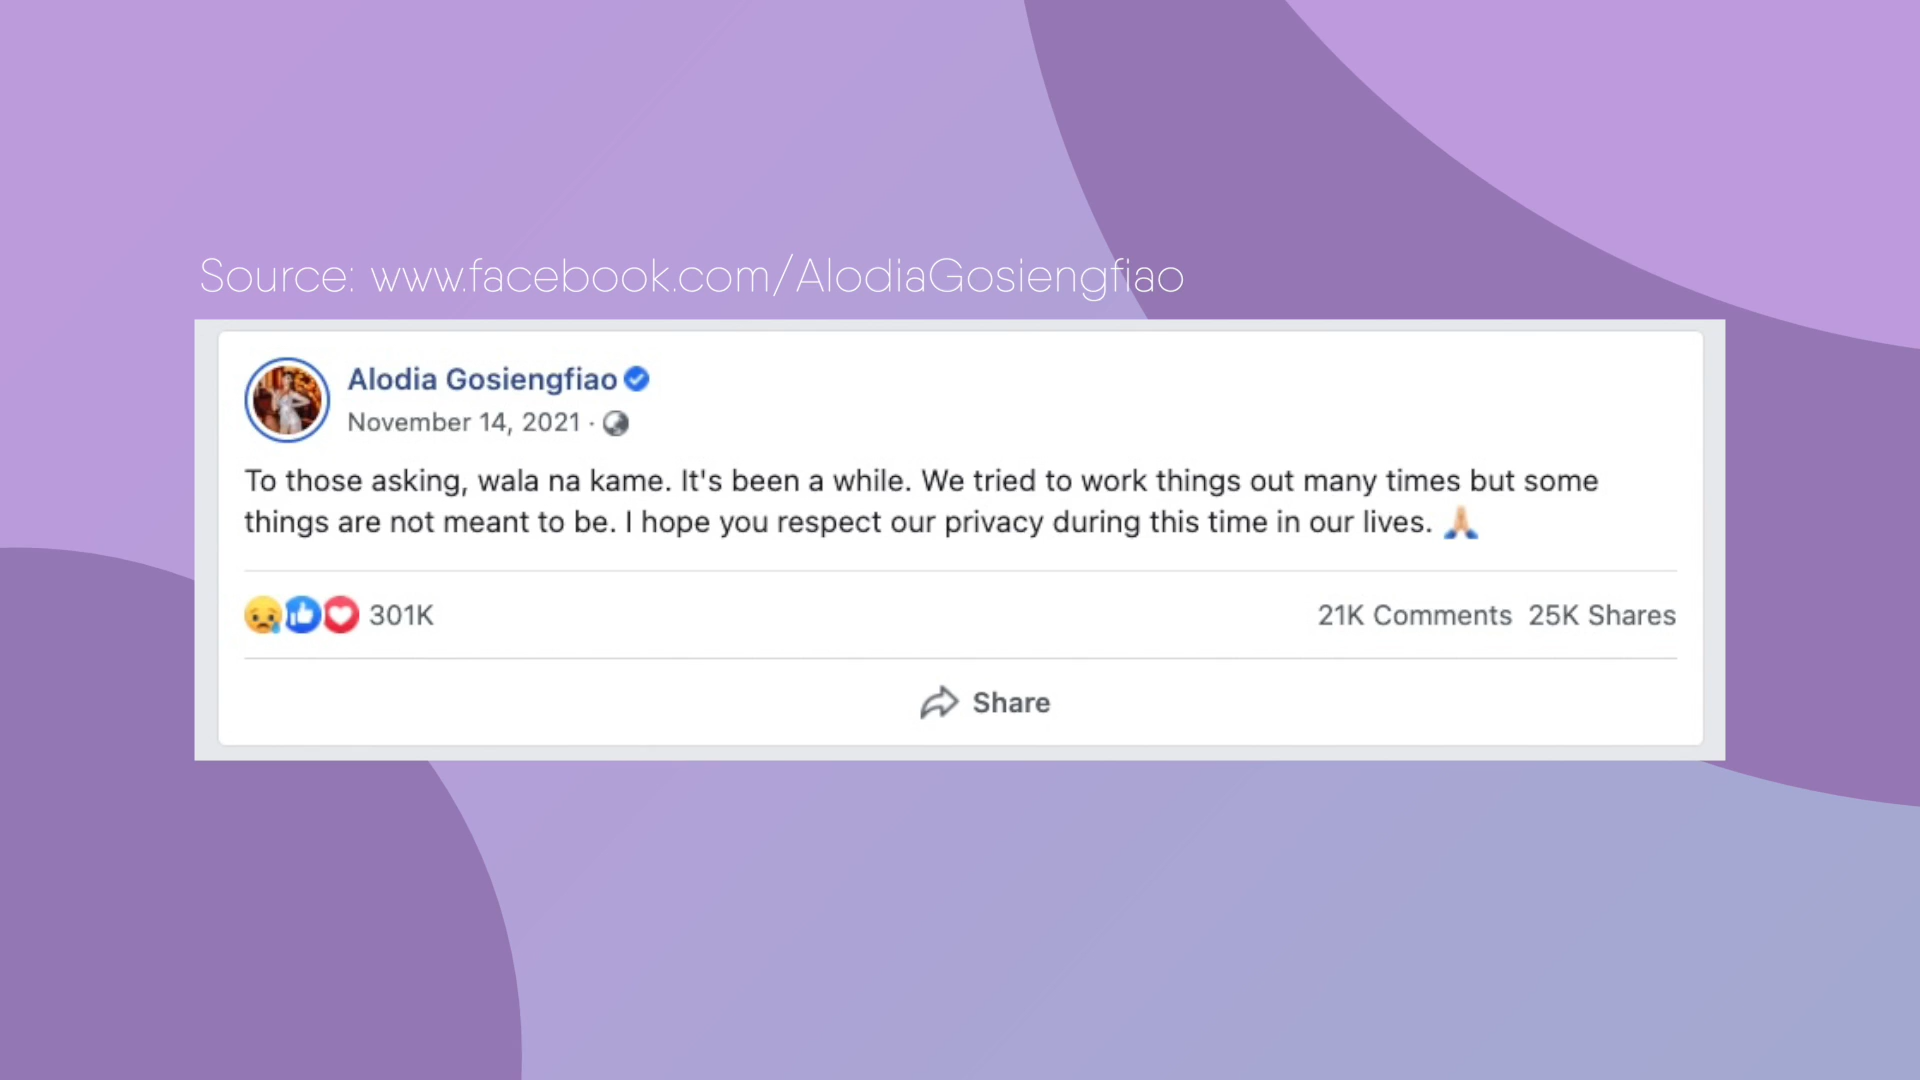 Source: www.facebook.com/AlodiaGosiengfiao
Alodia Gosiengfiao
November 14, 2021 ·
To those asking, wala na kame. It's been a while. We tried to work things out many times but some
things are not meant to be. I hope you respect our privacy during this time in our lives. 🙏🏼
301K
21K Comments 25K Shares
Share